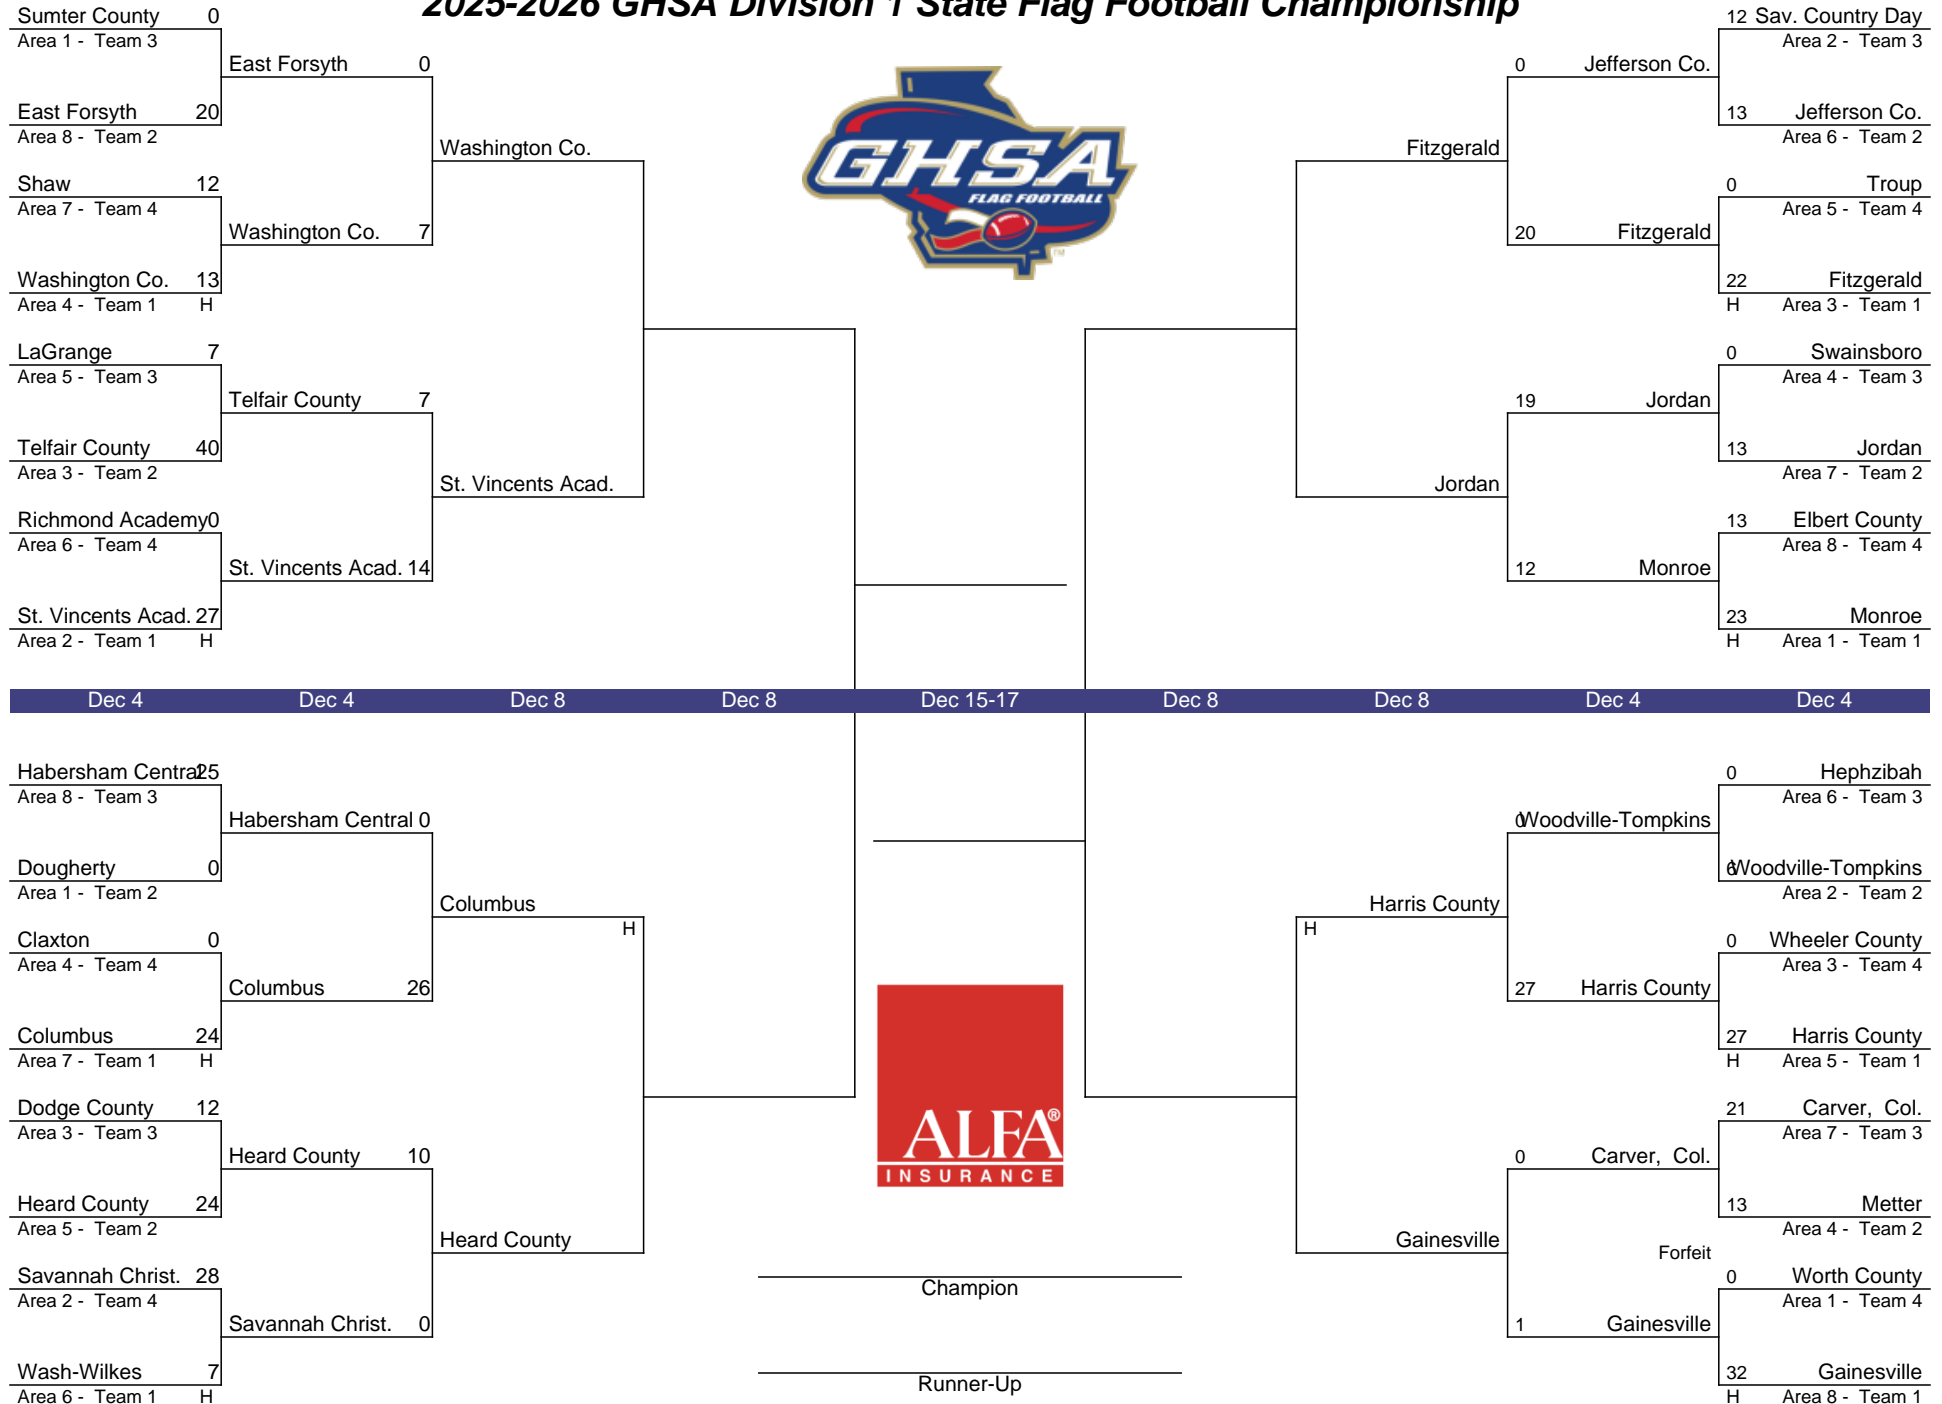 2025-2026 GHSA Division 1 State Flag Football Championship
Sumter County 0
Area 1 - Team 3
East Forsyth 0
East Forsyth 20
Area 8 - Team 2
Washington Co.
Shaw 12
Area 7 - Team 4
Washington Co. 7
Washington Co. 13
Area 4 - Team 1 H
LaGrange 7
Area 5 - Team 3
Telfair County 7
Telfair County 40
Area 3 - Team 2
St. Vincents Acad.
Richmond Academy 0
Area 6 - Team 4
St. Vincents Acad. 14
St. Vincents Acad. 27
Area 2 - Team 1 H
GHSA
FLAG FOOTBALL
TM
12 Sav. Country Day
Area 2 - Team 3
0 Jefferson Co.
13 Jefferson Co.
Area 6 - Team 2
Fitzgerald
0 Troup
Area 5 - Team 4
20 Fitzgerald
22 Fitzgerald
H Area 3 - Team 1
0 Swainsboro
Area 4 - Team 3
19 Jordan
13 Jordan
Area 7 - Team 2
Jordan
13 Elbert County
Area 8 - Team 4
12 Monroe
23 Monroe
H Area 1 - Team 1
Dec 4 Dec 4 Dec 8 Dec 8 Dec 15-17 Dec 8 Dec 8 Dec 4 Dec 4
Habersham Central 25
Area 8 - Team 3
Habersham Central 0
Dougherty 0
Area 1 - Team 2
Columbus
H
Claxton 0
Area 4 - Team 4
Columbus 26
Columbus 24
Area 7 - Team 1 H
Dodge County 12
Area 3 - Team 3
Heard County 10
Heard County 24
Area 5 - Team 2
Heard County
Savannah Christ. 28
Area 2 - Team 4
Savannah Christ. 0
Wash-Wilkes 7
Area 6 - Team 1 H
ALFA®
INSURANCE
Champion
Runner-Up
0 Hephzibah
Area 6 - Team 3
0 Woodville-Tompkins
6 Woodville-Tompkins
Area 2 - Team 2
Harris County
H
0 Wheeler County
Area 3 - Team 4
27 Harris County
27 Harris County
H Area 5 - Team 1
21 Carver, Col.
Area 7 - Team 3
0 Carver, Col.
13 Metter
Area 4 - Team 2
Gainesville
Forfeit
0 Worth County
Area 1 - Team 4
1 Gainesville
32 Gainesville
H Area 8 - Team 1